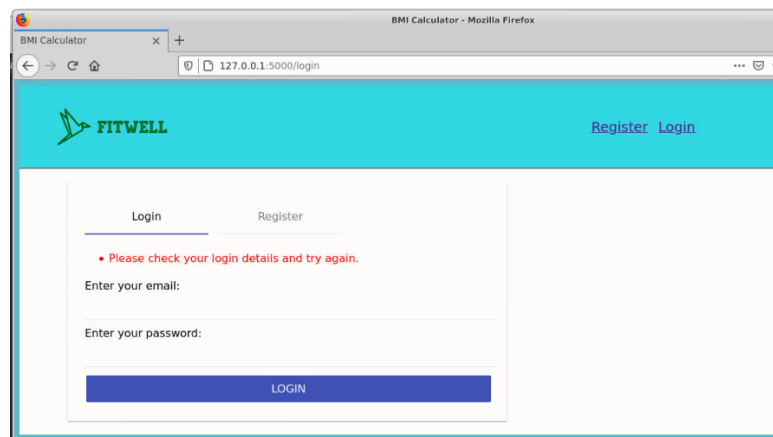 BMI Calculator - Mozilla Firefox
BMI Calculator × +
127.0.0.1:5000/login
FITWELL
Register Login
Login Register
• Please check your login details and try again.
Enter your email:
Enter your password:
LOGIN